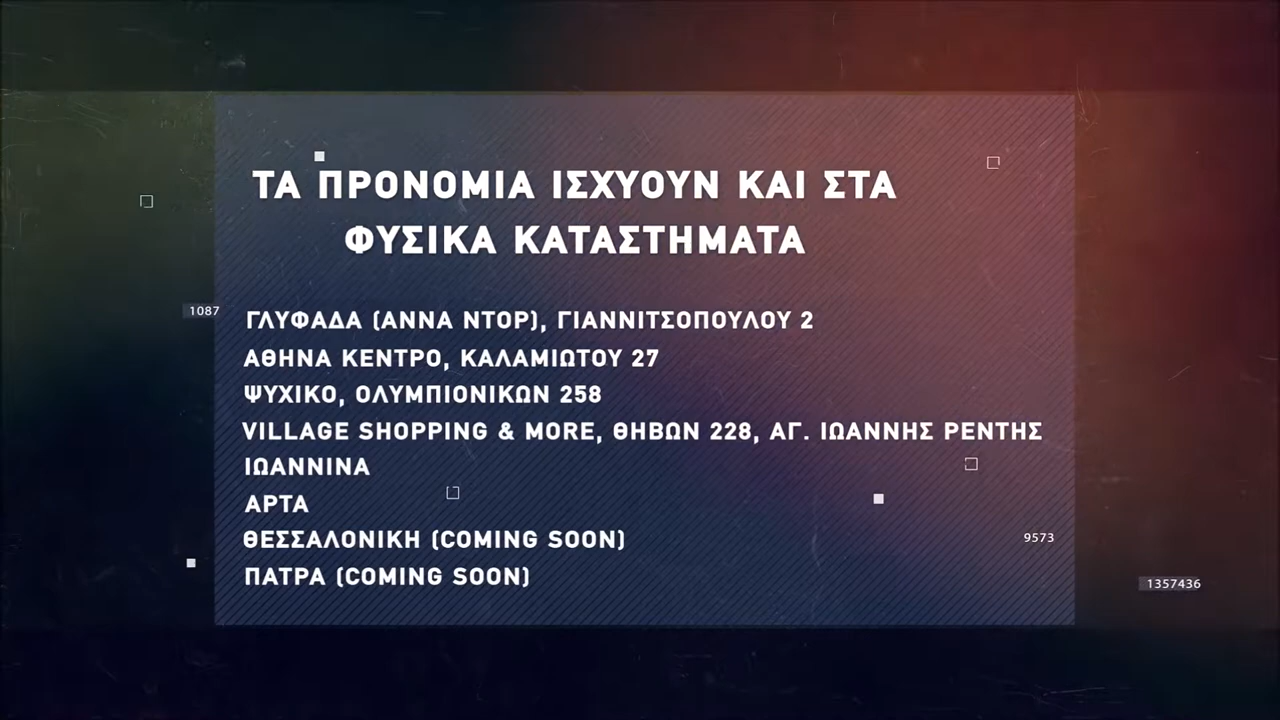 ΤΑ ΠΡΟΝΟΜΙΑ ΙΣΧΥΟΥΝ ΚΑΙ ΣΤΑ
ΦΥΣΙΚΑ ΚΑΤΑΣΤΗΜΑΤΑ
1087
ΓΛΥΦΑΔΑ (ΑΝΝΑ ΝΤΟΡ), ΓΙΑΝΝΙΤΣΟΠΟΥΛΟΥ 2
ΑΘΗΝΑ ΚΕΝΤΡΟ, ΚΑΛΑΜΙΩΤΟΥ 27
ΨΥΧΙΚΟ, ΟΛΥΜΠΙΟΝΙΚΩΝ 258
VILLAGE SHOPPING & MORE, ΘΗΒΩΝ 228, ΑΓ. ΙΩΑΝΝΗΣ ΡΕΝΤΗΣ
ΙΩΑΝΝΙΝΑ
ΑΡΤΑ
ΘΕΣΣΑΛΟΝΙΚΗ (COMING SOON)
9573
ΠΑΤΡΑ (COMING SOON)
1357436